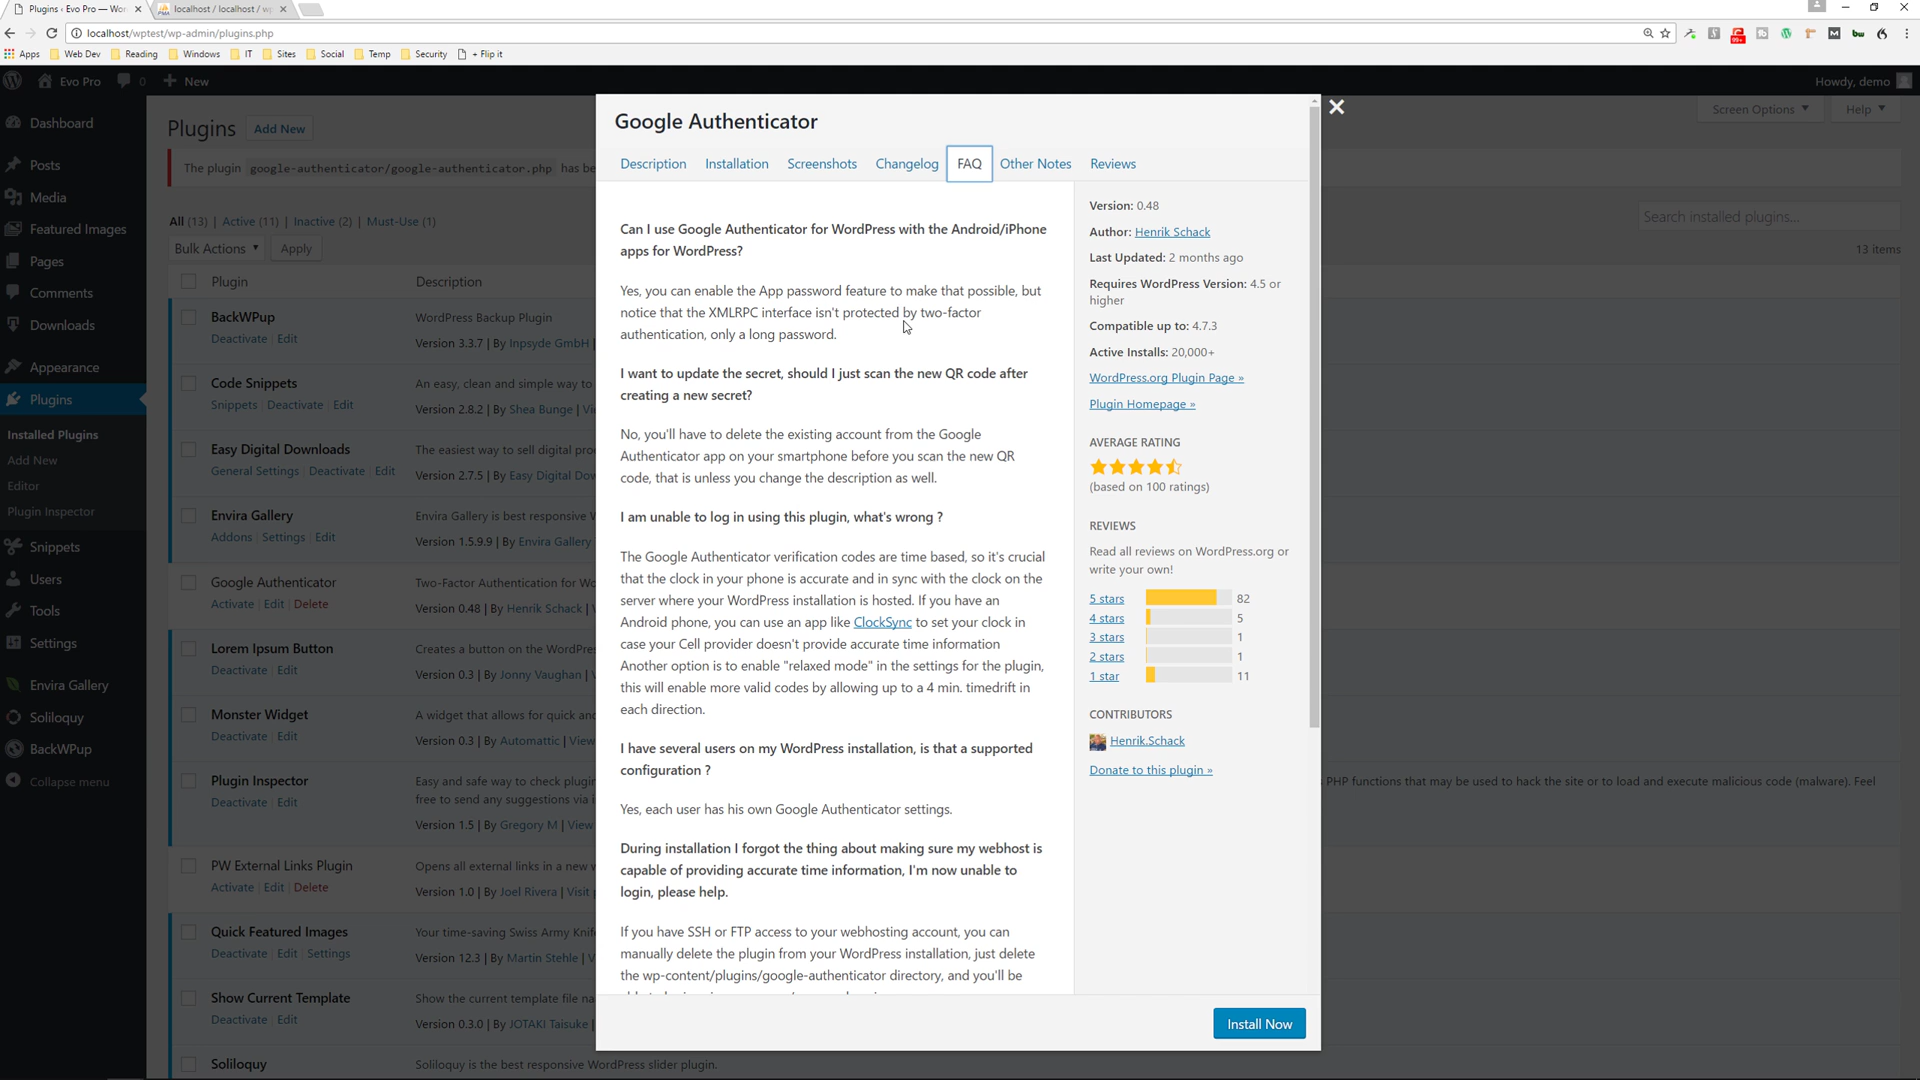 Plugins ‹ Evo Pro — Wor
localhost / localhost / wp
localhost/wptest/wp-admin/plugins.php
Apps
Web Dev
Reading
Windows
IT
Sites
Social
Temp
Security
+ Flip it
Evo Pro
0
New
Howdy, demo
Dashboard
Posts
Media
Featured Images
Pages
Comments
Downloads
Appearance
Plugins
Installed Plugins
Add New
Editor
Plugin Inspector
Snippets
Users
Tools
Settings
Envira Gallery
Soliloquy
BackWPup
Collapse menu
Plugins
Add New
Screen Options
Help
The plugin google-authenticator/google-authenticator.php has be
All (13) | Active (11) | Inactive (2) | Must-Use (1)
Search installed plugins...
Bulk Actions
Apply
13 items
Plugin
Description
BackWPup
Deactivate | Edit
WordPress Backup Plugin
Version 3.3.7 | By Inpsyde GmbH |
Code Snippets
Snippets | Deactivate | Edit
An easy, clean and simple way to
Version 2.8.2 | By Shea Bunge | Vi
Easy Digital Downloads
General Settings | Deactivate | Edit
The easiest way to sell digital pro
Version 2.7.5 | By Easy Digital Dow
Envira Gallery
Addons | Settings | Edit
Envira Gallery is best responsive W
Version 1.5.9.9 | By Envira Gallery
Google Authenticator
Activate | Edit | Delete
Two-Factor Authentication for Wo
Version 0.48 | By Henrik Schack | V
Lorem Ipsum Button
Deactivate | Edit
Creates a button on the WordPre
Version 0.3 | By Jonny Vaughan | V
Monster Widget
Deactivate | Edit
A widget that allows for quick and
Version 0.3 | By Automattic | View
Plugin Inspector
Deactivate | Edit
Easy and safe way to check plugin
s PHP functions that may be used to hack the site or to load and execute malicious code (malware). Feel
free to send any suggestions via i
Version 1.5 | By Gregory M | View
PW External Links Plugin
Activate | Edit | Delete
Opens all external links in a new w
Version 1.0 | By Joel Rivera | Visit p
Quick Featured Images
Deactivate | Edit | Settings
Your time-saving Swiss Army Knife
Version 12.3 | By Martin Stehle | V
Show Current Template
Deactivate | Edit
Show the current template file na
Version 0.3.0 | By JOTAKI Taisuke |
Soliloquy
Soliloquy is the best responsive WordPress slider plugin.
Google Authenticator
Description
Installation
Screenshots
Changelog
FAQ
Other Notes
Reviews
Can I use Google Authenticator for WordPress with the Android/iPhone
apps for WordPress?
Yes, you can enable the App password feature to make that possible, but
notice that the XMLRPC interface isn't protected by two-factor
authentication, only a long password.
I want to update the secret, should I just scan the new QR code after
creating a new secret?
No, you'll have to delete the existing account from the Google
Authenticator app on your smartphone before you scan the new QR
code, that is unless you change the description as well.
I am unable to log in using this plugin, what's wrong ?
The Google Authenticator verification codes are time based, so it's crucial
that the clock in your phone is accurate and in sync with the clock on the
server where your WordPress installation is hosted. If you have an
Android phone, you can use an app like ClockSync to set your clock in
case your Cell provider doesn't provide accurate time information
Another option is to enable "relaxed mode" in the settings for the plugin,
this will enable more valid codes by allowing up to a 4 min. timedrift in
each direction.
I have several users on my WordPress installation, is that a supported
configuration ?
Yes, each user has his own Google Authenticator settings.
During installation I forgot the thing about making sure my webhost is
capable of providing accurate time information, I'm now unable to
login, please help.
If you have SSH or FTP access to your webhosting account, you can
manually delete the plugin from your WordPress installation, just delete
the wp-content/plugins/google-authenticator directory, and you'll be
Version: 0.48
Author: Henrik Schack
Last Updated: 2 months ago
Requires WordPress Version: 4.5 or
higher
Compatible up to: 4.7.3
Active Installs: 20,000+
WordPress.org Plugin Page »
Plugin Homepage »
AVERAGE RATING
(based on 100 ratings)
REVIEWS
Read all reviews on WordPress.org or
write your own!
5 stars 82
4 stars 5
3 stars 1
2 stars 1
1 star 11
CONTRIBUTORS
Henrik.Schack
Donate to this plugin »
Install Now